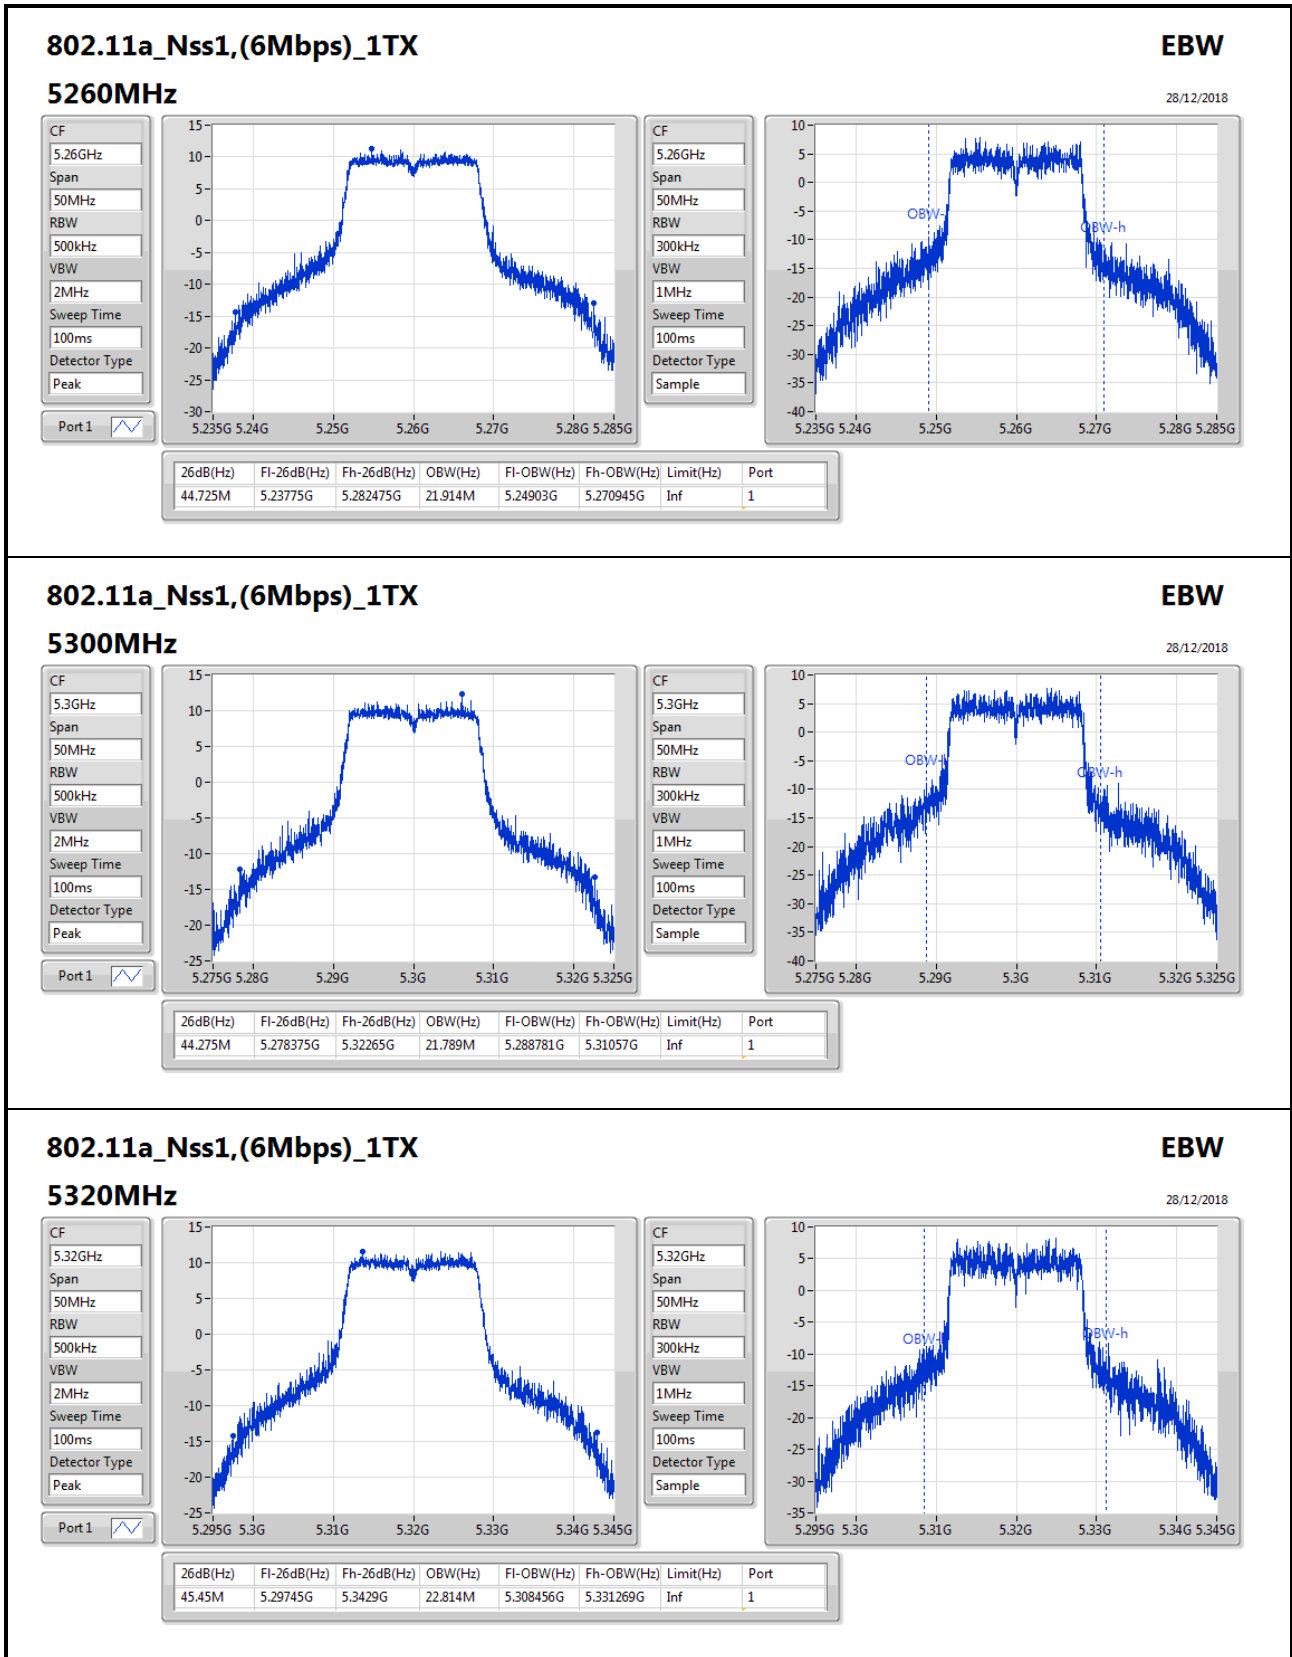 802.11a_Nss1,(6Mbps)_1TX EBW
5260MHz 28/12/2018
CF
5.26GHz
Span
50MHz
RBW
500kHz
VBW
2MHz
Sweep Time
100ms
Detector Type
Peak
Port 1
15
10
5
0
-5
-10
-15
-20
-25
-30
5.235G 5.24G 5.25G 5.26G 5.27G 5.28G 5.285G
CF
5.26GHz
Span
50MHz
RBW
300kHz
VBW
1MHz
Sweep Time
100ms
Detector Type
Sample
10
5
0
-5
-10
-15
-20
-25
-30
-35
-40
OBW-
OBW-h
5.235G 5.24G 5.25G 5.26G 5.27G 5.28G 5.285G
26dB(Hz) Fl-26dB(Hz) Fh-26dB(Hz) OBW(Hz) Fl-OBW(Hz) Fh-OBW(Hz) Limit(Hz) Port
44.725M 5.23775G 5.282475G 21.914M 5.24903G 5.270945G Inf 1
802.11a_Nss1,(6Mbps)_1TX EBW
5300MHz 28/12/2018
CF
5.3GHz
Span
50MHz
RBW
500kHz
VBW
2MHz
Sweep Time
100ms
Detector Type
Peak
Port 1
15
10
5
0
-5
-10
-15
-20
-25
5.275G 5.28G 5.29G 5.3G 5.31G 5.32G 5.325G
CF
5.3GHz
Span
50MHz
RBW
300kHz
VBW
1MHz
Sweep Time
100ms
Detector Type
Sample
10
5
0
-5
-10
-15
-20
-25
-30
-35
-40
OBW-l
OBW-h
5.275G 5.28G 5.29G 5.3G 5.31G 5.32G 5.325G
26dB(Hz) Fl-26dB(Hz) Fh-26dB(Hz) OBW(Hz) Fl-OBW(Hz) Fh-OBW(Hz) Limit(Hz) Port
44.275M 5.278375G 5.32265G 21.789M 5.288781G 5.31057G Inf 1
802.11a_Nss1,(6Mbps)_1TX EBW
5320MHz 28/12/2018
CF
5.32GHz
Span
50MHz
RBW
500kHz
VBW
2MHz
Sweep Time
100ms
Detector Type
Peak
Port 1
15
10
5
0
-5
-10
-15
-20
-25
5.295G 5.3G 5.31G 5.32G 5.33G 5.34G 5.345G
CF
5.32GHz
Span
50MHz
RBW
300kHz
VBW
1MHz
Sweep Time
100ms
Detector Type
Sample
10
5
0
-5
-10
-15
-20
-25
-30
-35
OBW-l
OBW-h
5.295G 5.3G 5.31G 5.32G 5.33G 5.34G 5.345G
26dB(Hz) Fl-26dB(Hz) Fh-26dB(Hz) OBW(Hz) Fl-OBW(Hz) Fh-OBW(Hz) Limit(Hz) Port
45.45M 5.29745G 5.3429G 22.814M 5.308456G 5.331269G Inf 1